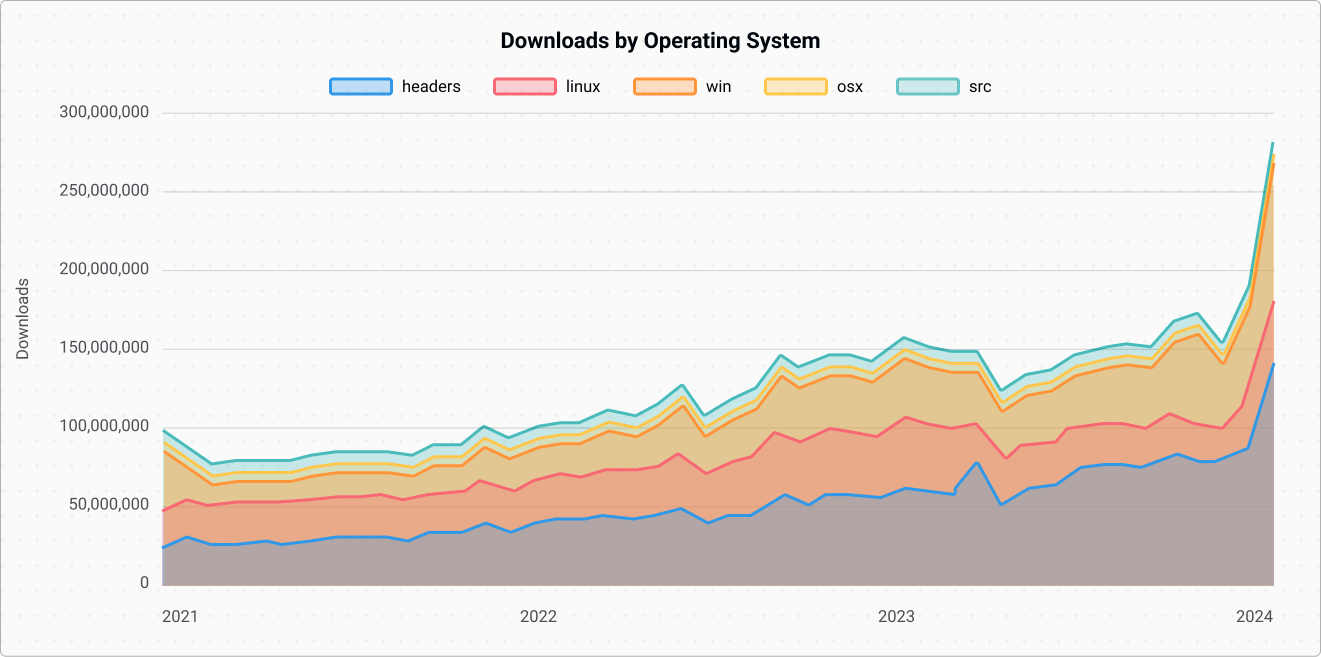 Downloads by Operating System
headers linux win osx src
300,000,000
250,000,000
200,000,000
150,000,000
100,000,000
50,000,000
0
Downloads
2021 2022 2023 2024